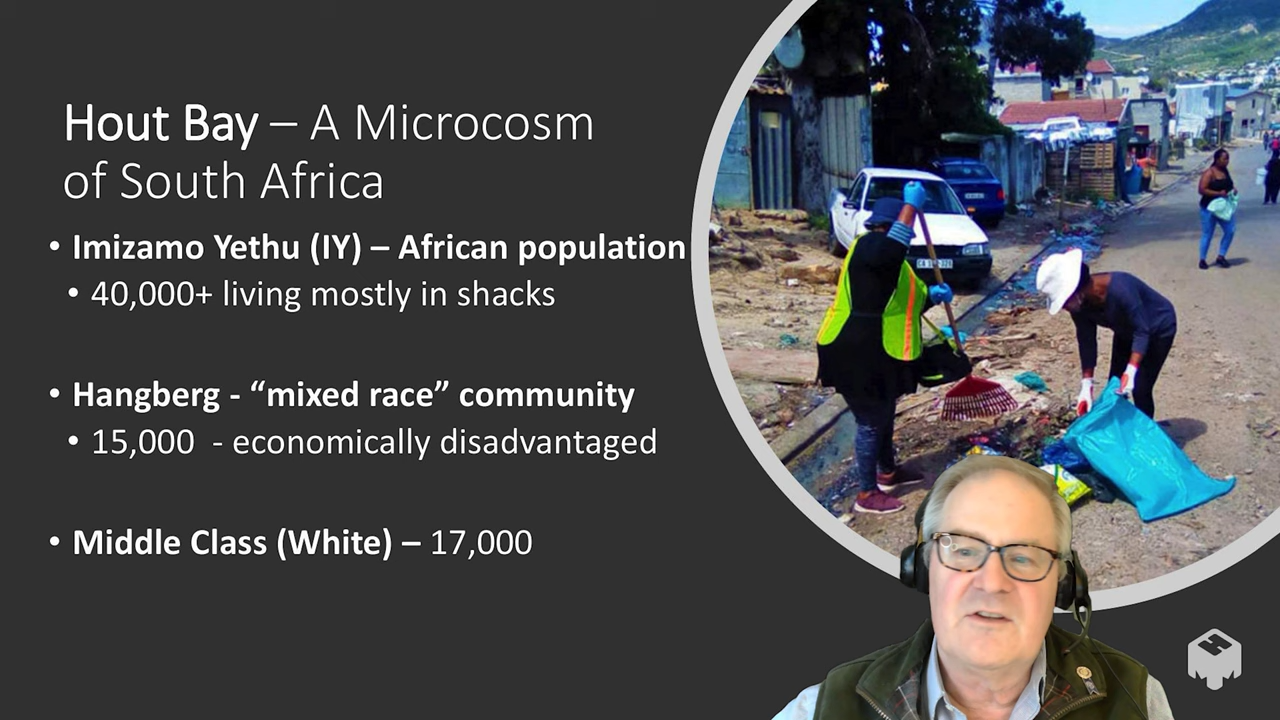 Hout Bay – A Microcosm
of South Africa
• Imizamo Yethu (IY) – African population
• 40,000+ living mostly in shacks
• Hangberg - “mixed race” community
• 15,000 - economically disadvantaged
• Middle Class (White) – 17,000